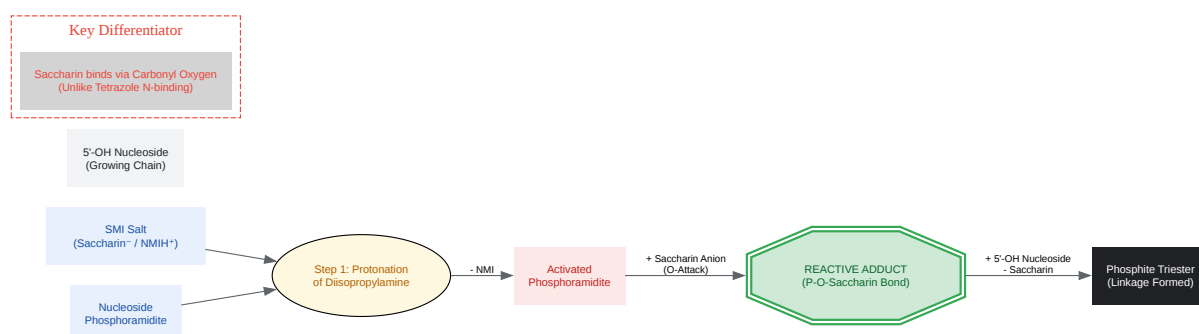 Key Differentiator
Saccharin binds via Carbonyl Oxygen
(Unlike Tetrazole N-binding)
5'-OH Nucleoside
(Growing Chain)
SMI Salt
(Saccharin⁻ / NMIH⁺)
Nucleoside
Phosphoramidite
Step 1: Protonation
of Diisopropylamine
- NMI
Activated
Phosphoramidite
+ Saccharin Anion
(O-Attack)
REACTIVE ADDUCT
(P-O-Saccharin Bond)
+ 5'-OH Nucleoside
- Saccharin
Phosphite Triester
(Linkage Formed)